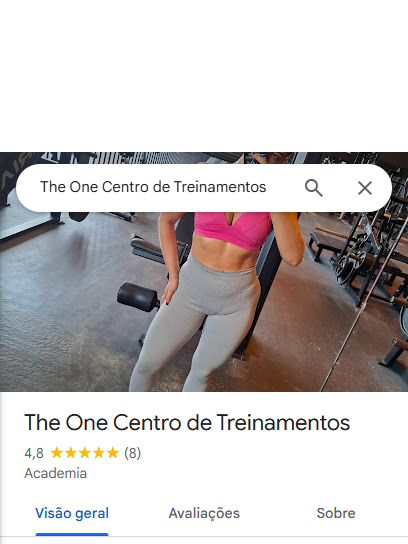 The One Centro de Treinamentos
The One Centro de Treinamentos
4,8 (8)
Academia
Visão geral Avaliações Sobre